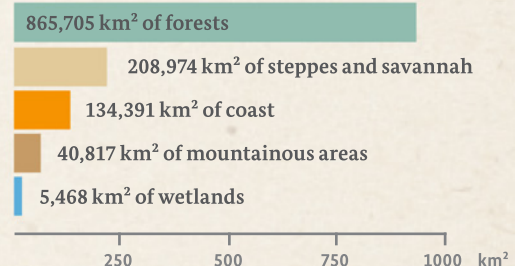 865,705 km² of forests
208,974 km² of steppes and savannah
134,391 km² of coast
40,817 km² of mountainous areas
5,468 km² of wetlands
250 500 750 1000 km²